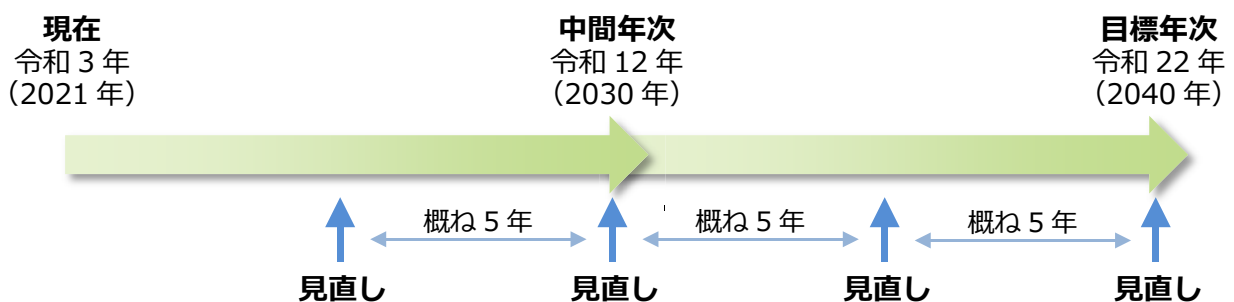 現在
令和 3 年
（2021 年）
中間年次
令和 12 年
（2030 年）
目標年次
令和 22 年
（2040 年）
概ね 5 年
概ね 5 年
概ね 5 年
見直し
見直し
見直し
見直し